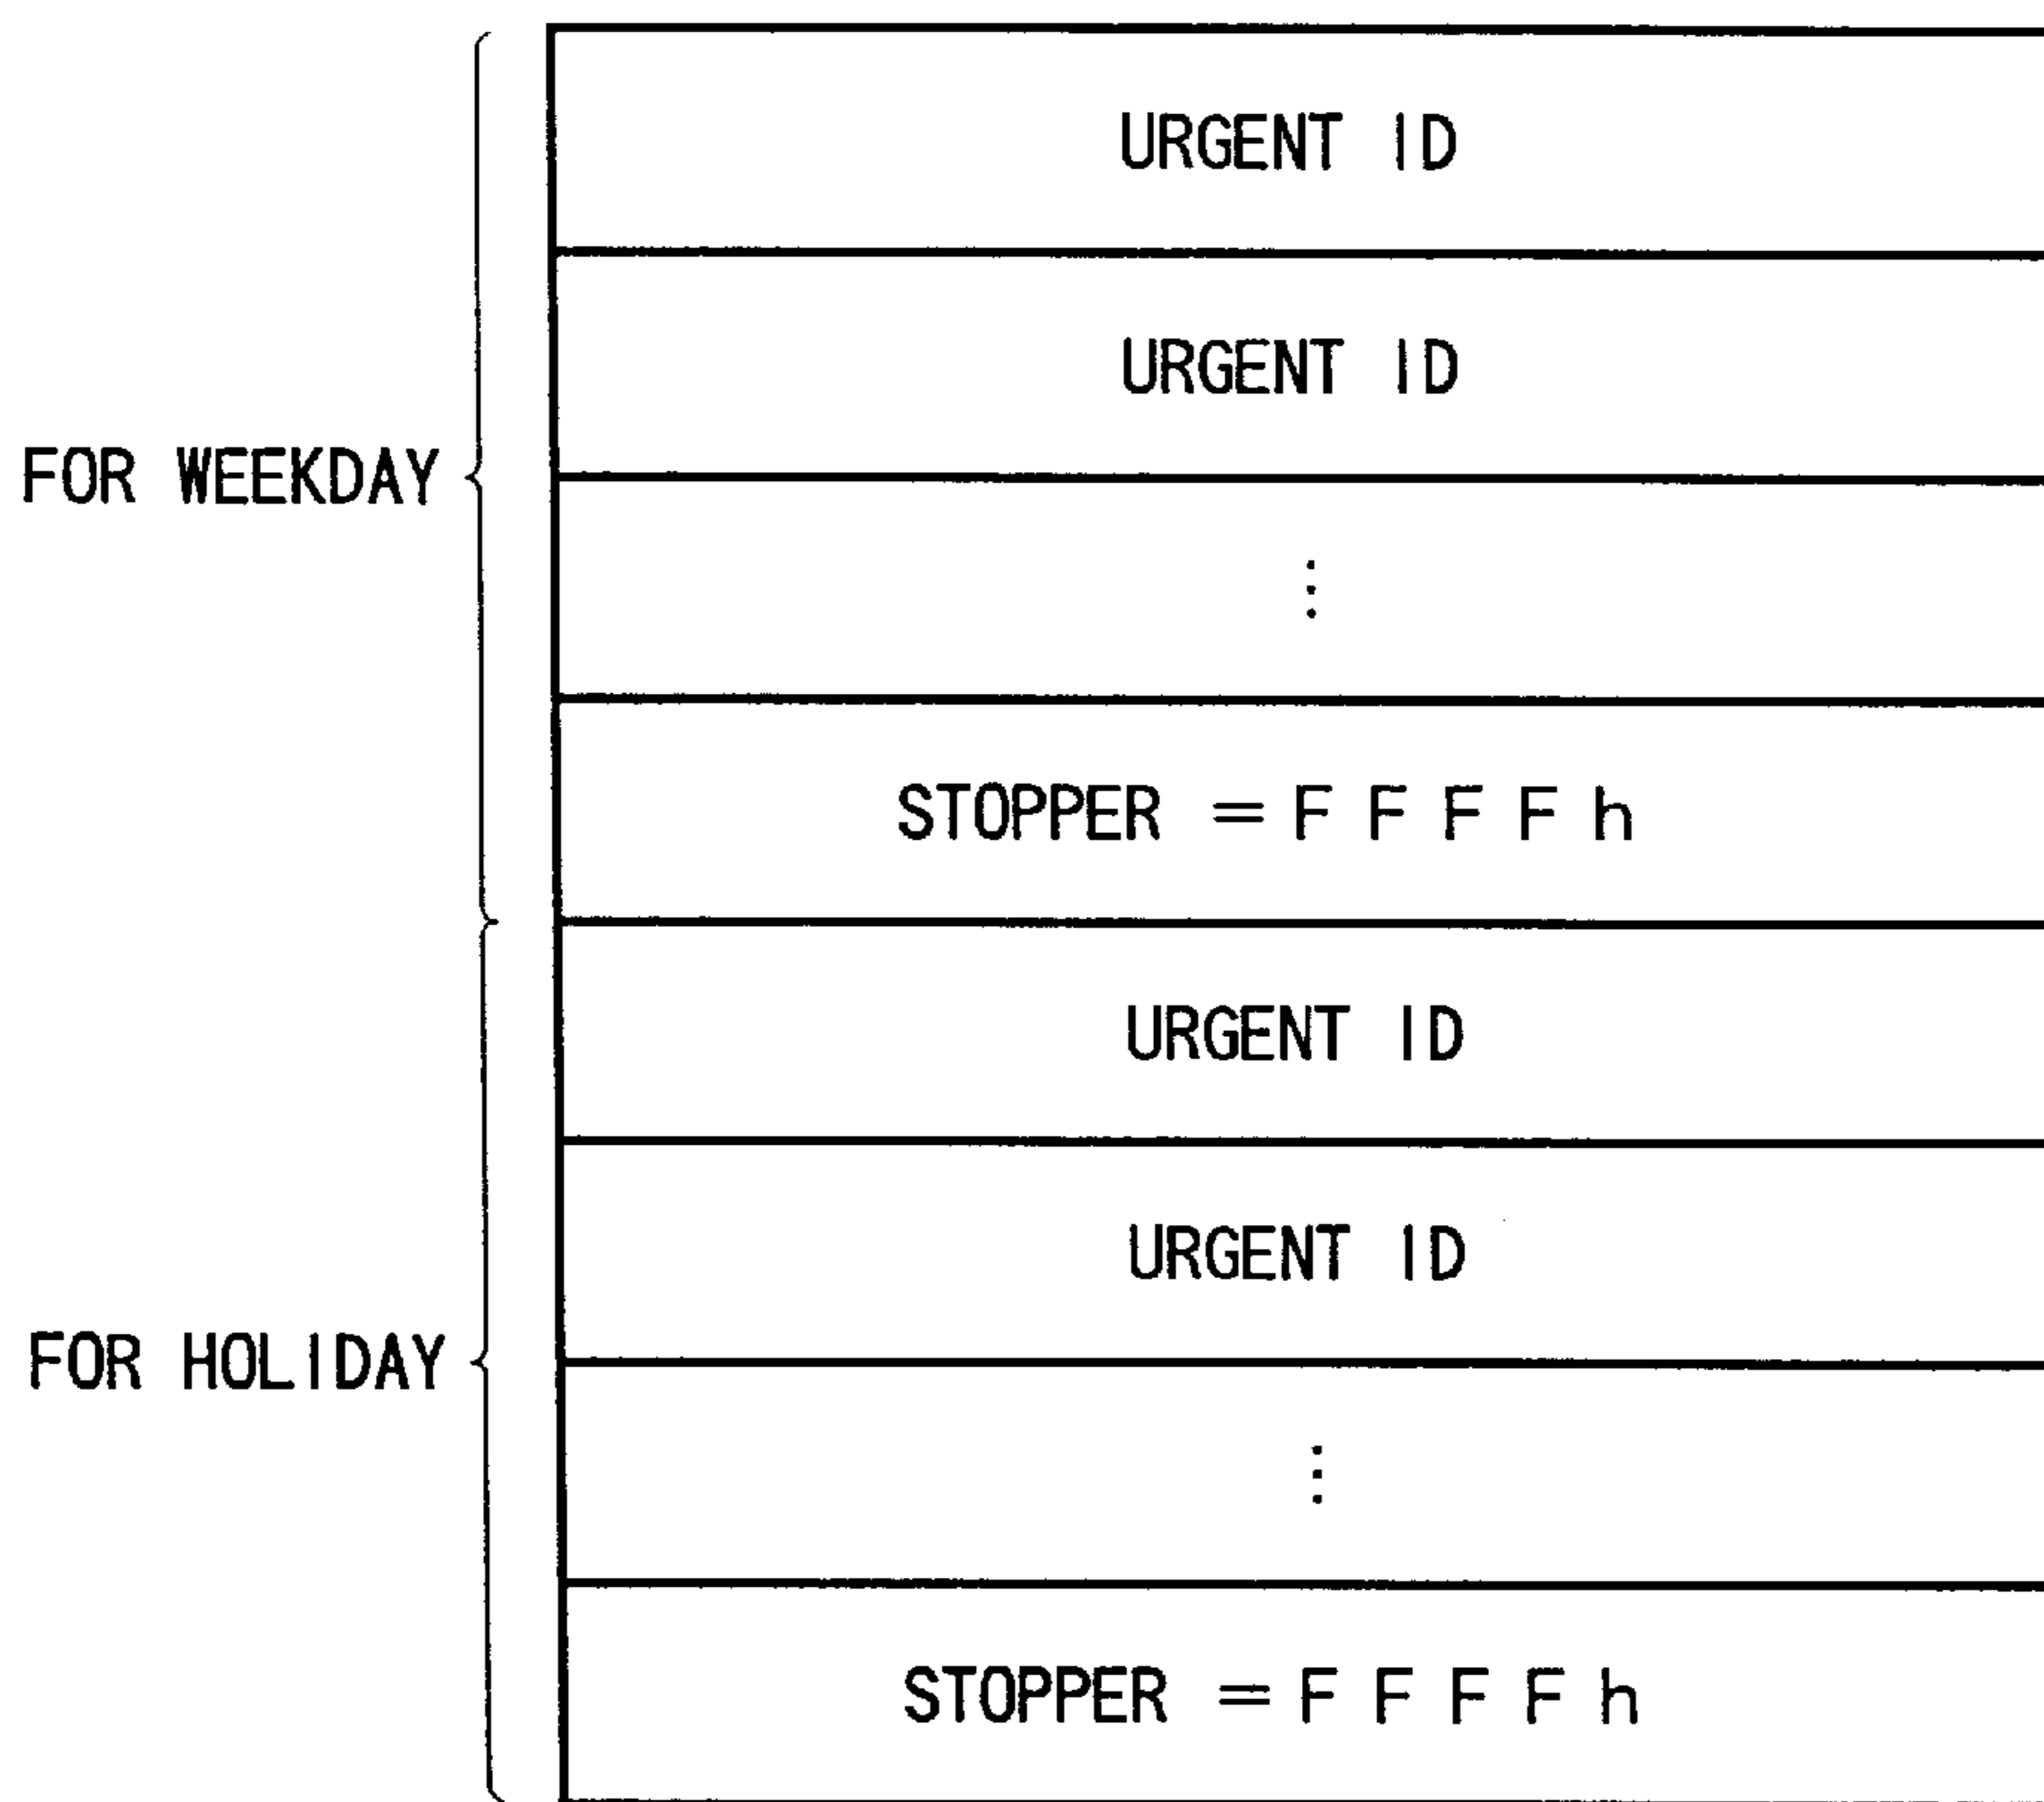 URGENT ID
URGENT ID
FOR WEEKDAY
⋮
STOPPER = F F F F h
URGENT ID
URGENT ID
FOR HOLIDAY
⋮
STOPPER = F F F F h